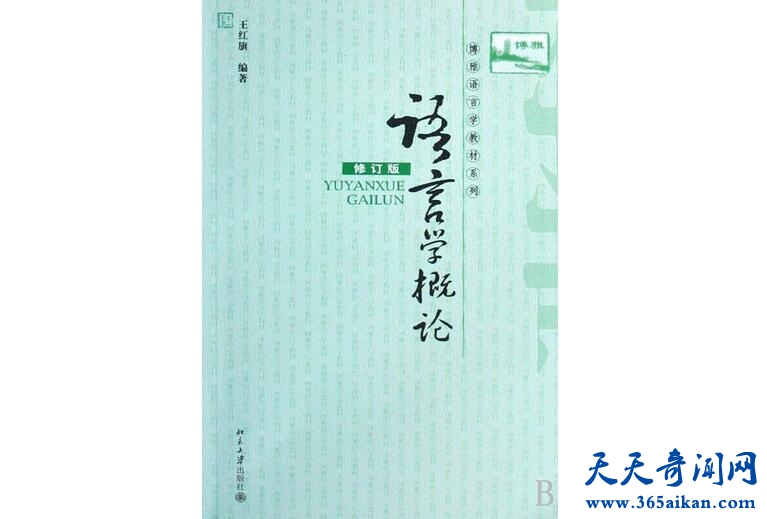 王红旗 编著
博雅
博雅语言学教材系列
语言学概论
修订版
YUYANXUE
GAILUN
北京大学出版社
B
天天奇闻网
www.365aikan.com